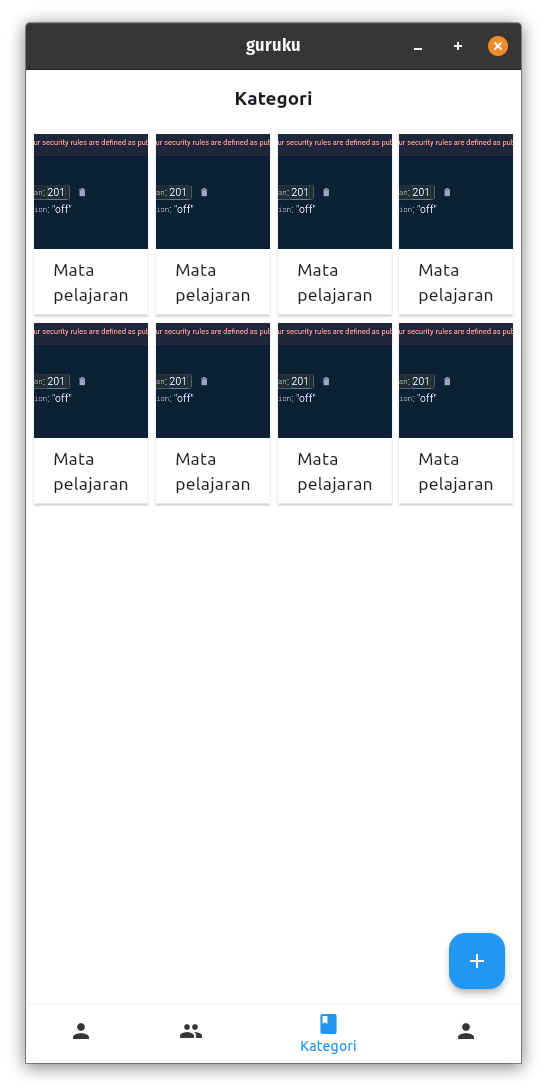 guruku
Kategori
ur security rules are defined as pub
ur security rules are defined as pub
ur security rules are defined as pub
ur security rules are defined as pub
an: 201
an: 201
an: 201
an: 201
ion: "off"
ion: "off"
ion: "off"
ion: "off"
Mata
pelajaran
Mata
pelajaran
Mata
pelajaran
Mata
pelajaran
ur security rules are defined as pub
ur security rules are defined as pub
ur security rules are defined as pub
ur security rules are defined as pub
an: 201
an: 201
an: 201
an: 201
ion: "off"
ion: "off"
ion: "off"
ion: "off"
Mata
pelajaran
Mata
pelajaran
Mata
pelajaran
Mata
pelajaran
Kategori